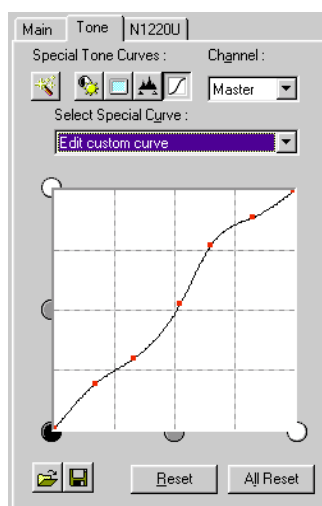 Main Tone N1220U
Special Tone Curves : Channel :
Master
Select Special Curve :
Edit custom curve
Reset All Reset